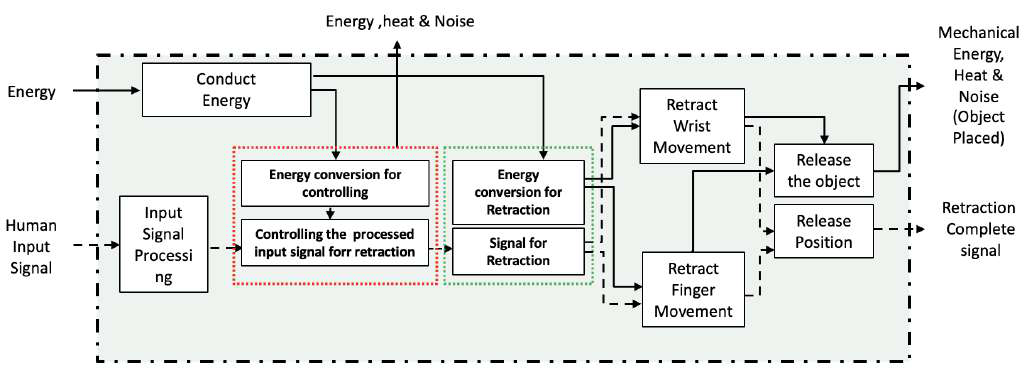 Energy ,heat & Noise
Mechanical
Energy,
Heat &
Noise
(Object
Placed)
Energy
Conduct
Energy
Retract
Wrist
Movement
Release
the object
Energy conversion for
controlling
Energy
conversion for
Retraction
Human
Input
Signal
Input
Signal
Processi
ng
Controlling the  processed
input signal forr retraction
Signal for
Retraction
Retract
Finger
Movement
Release
Position
Retraction
Complete
signal